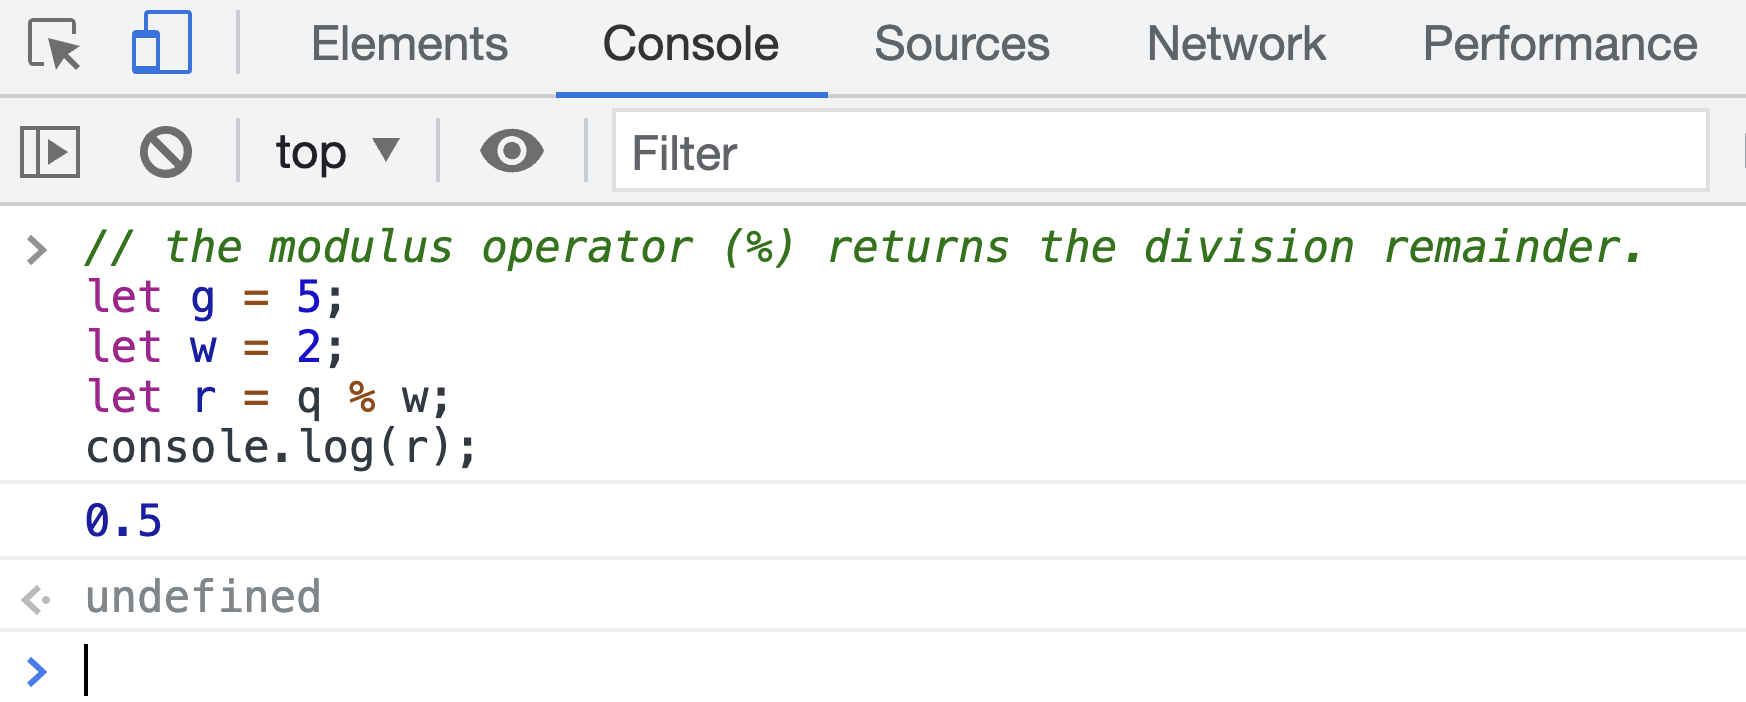 Elements Console Sources Network Performance
top Filter
// the modulus operator (%) returns the division remainder.
let g = 5;
let w = 2;
let r = q % w;
console.log(r);
0.5
undefined